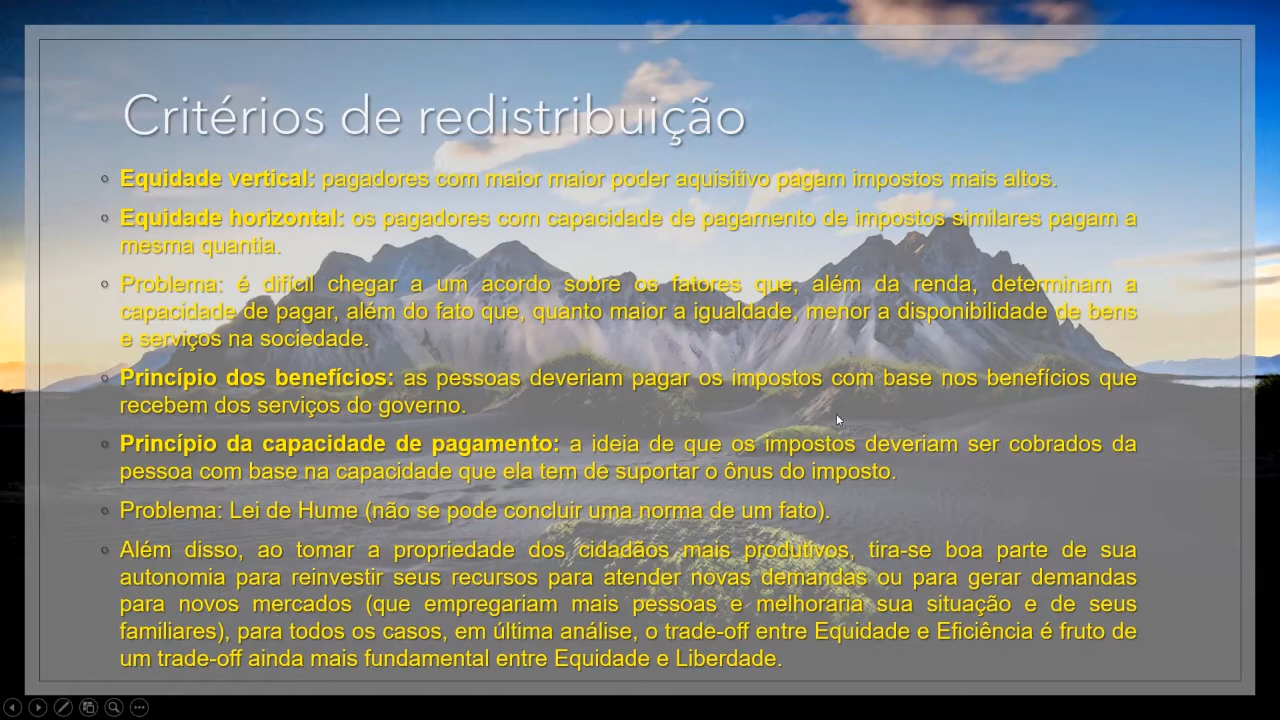 Critérios de redistribuição
Equidade vertical: pagadores com maior maior poder aquisitivo pagam impostos mais altos.
Equidade horizontal: os pagadores com capacidade de pagamento de impostos similares pagam a
mesma quantia.
Problema: é difícil chegar a um acordo sobre os fatores que, além da renda, determinam a
capacidade de pagar, além do fato que, quanto maior a igualdade, menor a disponibilidade de bens
e serviços na sociedade.
Princípio dos benefícios: as pessoas deveriam pagar os impostos com base nos benefícios que
recebem dos serviços do governo.
Princípio da capacidade de pagamento: a ideia de que os impostos deveriam ser cobrados da
pessoa com base na capacidade que ela tem de suportar o ônus do imposto.
Problema: Lei de Hume (não se pode concluir uma norma de um fato).
Além disso, ao tomar a propriedade dos cidadãos mais produtivos, tira-se boa parte de sua
autonomia para reinvestir seus recursos para atender novas demandas ou para gerar demandas
para novos mercados (que empregariam mais pessoas e melhoraria sua situação e de seus
familiares), para todos os casos, em última análise, o trade-off entre Equidade e Eficiência é fruto de
um trade-off ainda mais fundamental entre Equidade e Liberdade.